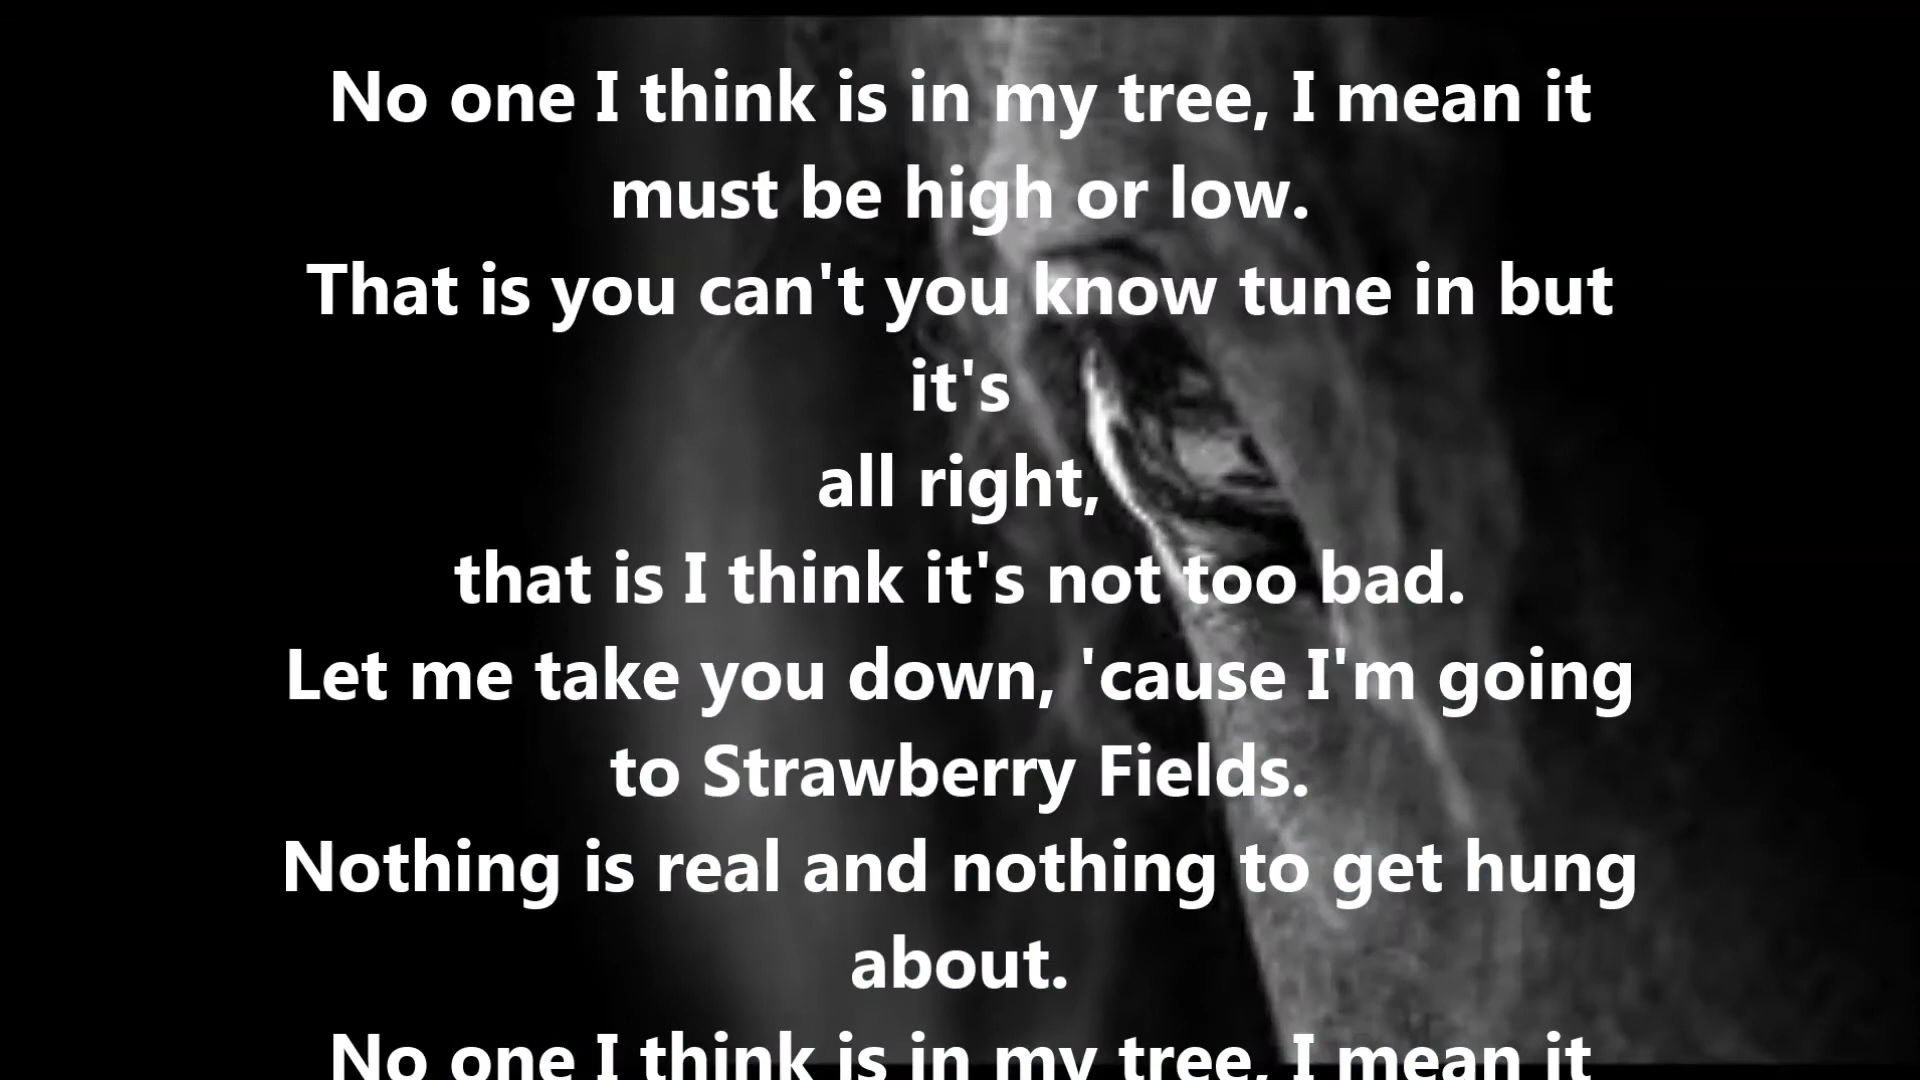 No one I think is in my tree, I mean it
must be high or low.
That is you can't you know tune in but
it's
all right,
that is I think it's not too bad.
Let me take you down, 'cause I'm going
to Strawberry Fields.
Nothing is real and nothing to get hung
about.
No one I think is in my tree, I mean it